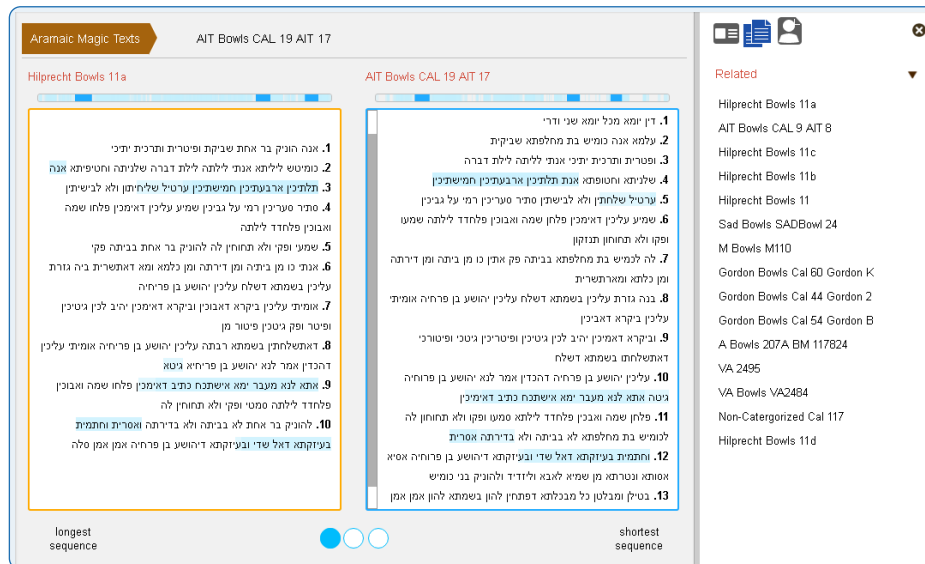 Aramaic Magic Texts
AIT Bowls CAL 19 AIT 17
Hilprecht Bowls 11a
1. אנה הוניק בר אחת שביקת ופיטרית ותרכית יתיכי
2. כומיטש ליליתא אנתי לילתה לילת דברה שלניתה וחטיפיתא אנה
3. תלתיכין ארבעתיכין חמישתיכין ערטיל שליחיתון ולא לבישיתין
4. סתיר סעריכין רמי על גביכין שמיע עליכין דאימכין פלחו שמה
ואבוכין פלחדד לילתה
5. שמעי ופקי ולא תחוחין לה להוניק בר אחת בביתה פקי
6. אנתי כו מן ביתיה ומן דירתה ומן כלמא ומא דאתשרית ביה גזרת
עליכין בשמתא דשלח עליכין יהושע בן פריחיה
7. אומיתי עליכין ביקרא דאבוכין וביקרא דאימכין יהיב לכין גיטיכין
ופיטר ופק גיטכין פיטור מן
8. דאתשלחתין בשמתא רבתה עליכין יהושע בן פריחיה אומיתי עליכין
דהכדין אמר לנא יהושע בן פריחיא גיטא
9. אתא לנא מעבר ימא אישתכח כתיב דאימכין פלחו שמה ואבוכין
פלחדד לילתה סמטי ופקי ולא תחוחין לה
10. להוניק בר אחת לא בביתה ולא בדירתה ואסרית וחתמית
בעיזקתא דאל שדי ובעיזקתא דיהושע בן פרחיה אמן אמן סלה
AIT Bowls CAL 19 AIT 17
1. דין יומא מכל יומא שני ודרי
2. עלמא אנה כומיש בת מחלפתא שביקית
3. ופטרית ותרכית יתיכי אנתי לליתה לילת דברה
4. שלניתא וחטופתא אנת תלתיכין ארבעתיכין חמישתיכין
5. ערטיל שלחתין ולא לבישתין סתיר סעריכין רמי על גביכין
6. שמיע עליכין דאימכין פלחן שמה ואבוכין פלחדד לילתה שמעו
ופקו ולא תחוחון תנזקון
7. לה לכמיש בת מחלפתא בביתה פק אתין כו מן ביתה ומן דירתה
ומן כלתא ומארתשרית
8. בנה גזרת עליכין בשמתא דשלח עליכין יהושע בן פרחיה אומיתי
עליכין ביקרא דאביכין
9. וביקרא דאמיכין יהיב לכין גיטיכין ופיטריכין גיטכי ופיטורכי
דאתשלחתו בשמתא דשלח
10. עליכין יהושע בן פרחיה דהכדין אמר לנא יהושע בן פרוחיה
גיטה אתא לנא מעבר ימא אישתכח כתיב דאימיכין
11. פלחן שמה ואבכין פלחדד ליליתא סמעו ופקו ולא תחוחון לה
לכומיש בת מחלפתא לא בביתה ולא בדירתה אסרית
12. וחתמית בעיזקתא דאל שדי ובעיזקתא דיהושע בן פרוחיה אסיא
אסותא ונטרתא מן שמיא לאבא וליזדיד ולהוניק בני כומיש
13. בטילן ומבלטן כל מבכלתא דפתחין להון בשמתא להון אמן אמן
longest
sequence
shortest
sequence
Related
Hilprecht Bowls 11a
AIT Bowls CAL 9 AIT 8
Hilprecht Bowls 11c
Hilprecht Bowls 11b
Hilprecht Bowls 11
Sad Bowls SADBowl 24
M Bowls M110
Gordon Bowls Cal 60 Gordon K
Gordon Bowls Cal 44 Gordon 2
Gordon Bowls Cal 54 Gordon B
A Bowls 207A BM 117824
VA 2495
VA Bowls VA2484
Non-Catergorized Cal 117
Hilprecht Bowls 11d